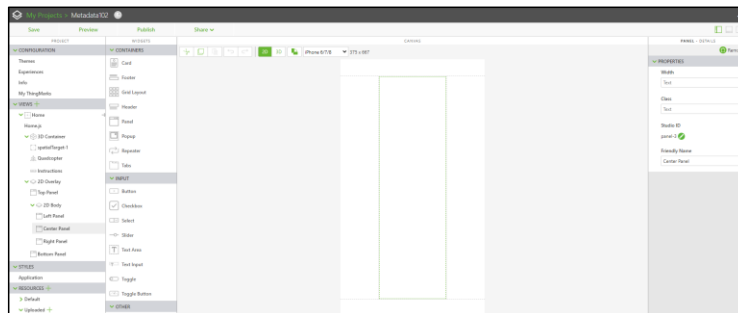 My Projects > Metadata102
Save Preview Publish Share
PROJECT
CONFIGURATION
Themes
Experiences
Info
My ThingMarks
VIEWS
Home
Home.js
3D Container
spatialTarget-1
Quadcopter
Instructions
2D Overlay
Top Panel
2D Body
Left Panel
Center Panel
Right Panel
Bottom Panel
STYLES
Application
RESOURCES
Default
Uploaded
WIDGETS
CONTAINERS
Card
Footer
Grid Layout
Header
Panel
Popup
Repeater
Tabs
INPUT
Button
Checkbox
Select
Slider
Text Area
Text Input
Toggle
Toggle Button
OTHER
CANVAS
iPhone 6/7/8 375 x 667
PANEL - DETAILS
PROPERTIES
Width
Text
Class
Text
Studio ID
panel-3
Friendly Name
Center Panel